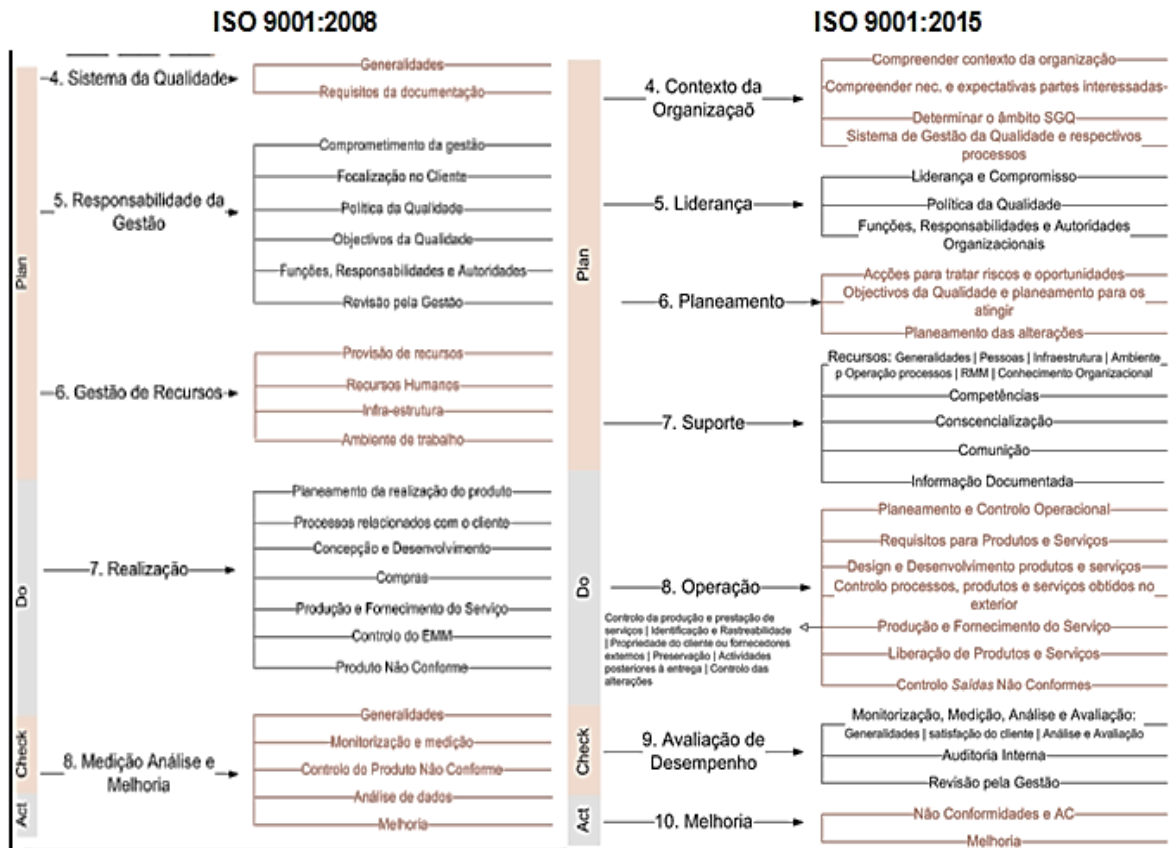 ISO 9001:2008
Plan
4. Sistema da Qualidade
Generalidades
Requisitos da documentação
5. Responsabilidade da
Gestão
Comprometimento da gestão
Focalização no Cliente
Política da Qualidade
Objectivos da Qualidade
Funções, Responsabilidades e Autoridades
Revisão pela Gestão
6. Gestão de Recursos
Provisão de recursos
Recursos Humanos
Infra-estrutura
Ambiente de trabalho
Do
7. Realização
Planeamento da realização do produto
Processos relacionados com o cliente
Concepção e Desenvolvimento
Compras
Produção e Fornecimento do Serviço
Controlo do EMM
Produto Não Conforme
Check
8. Medição Análise e
Melhoria
Generalidades
Monitorização e medição
Controlo do Produto Não Conforme
Análise de dados
Melhoria
Act
ISO 9001:2015
Plan
4. Contexto da
Organizaçaõ
Compreender contexto da organização
Compreender nec. e expectativas partes interessadas
Determinar o âmbito SGQ
Sistema de Gestão da Qualidade e respectivos
processos
5. Liderança
Liderança e Compromisso
Política da Qualidade
Funções, Responsabilidades e Autoridades
Organizacionais
6. Planeamento
Acções para tratar riscos e oportunidades
Objectivos da Qualidade e planeamento para os
atingir
Planeamento das alterações
7. Suporte
Recursos: Generalidades | Pessoas | Infraestrutura | Ambiente
p Operação processos | RMM | Conhecimento Organizacional
Competências
Conscencialização
Comunição
Informação Documentada
Do
8. Operação
Planeamento e Controlo Operacional
Requisitos para Produtos e Serviços
Design e Desenvolvimento produtos e serviços
Controlo processos, produtos e serviços obtidos no
exterior
Produção e Fornecimento do Serviço
Controlo da produção e prestação de
serviços | Identificação e Rastreabilidade
| Propriedade do cliente ou fornecedores
externos | Preservação | Actividades
posteriores à entrega | Controlo das
alterações
Liberação de Produtos e Serviços
Controlo Saídas Não Conformes
Check
9. Avaliação de
Desempenho
Monitorização, Medição, Análise e Avaliação:
Generalidades | satisfação do cliente | Análise e Avaliação
Auditoria Interna
Revisão pela Gestão
Act
10. Melhoria
Não Conformidades e AC
Melhoria